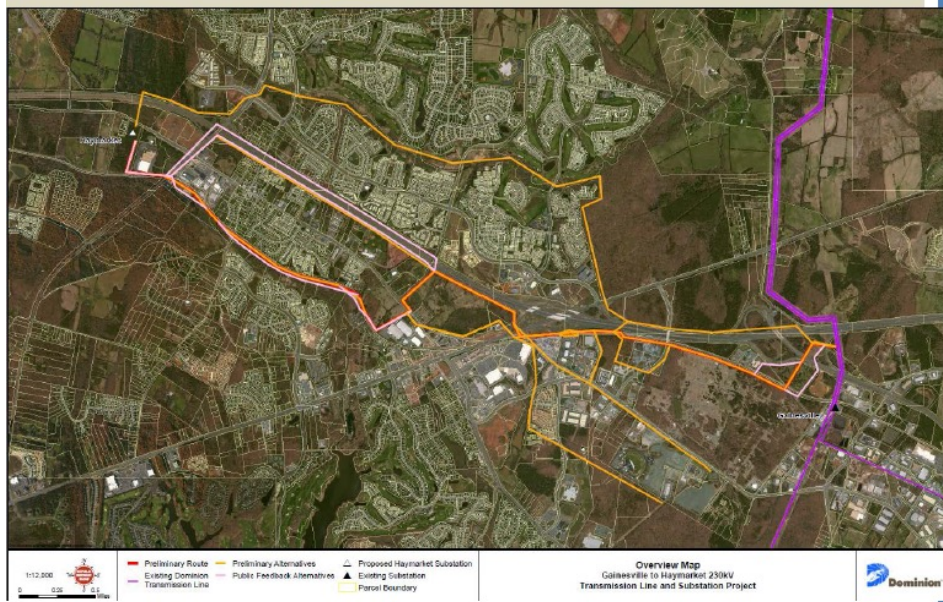 Haymarket
Gainesville
1:12,000
0 0.25 0.5
Preliminary Route
Preliminary Alternatives
Proposed Haymarket Substation
Existing Dominion
Transmission Line
Public Feedback Alternatives
Existing Substation
Parcel Boundary
Overview Map
Gainesville to Haymarket 230kV
Transmission Line and Substation Project
Dominion